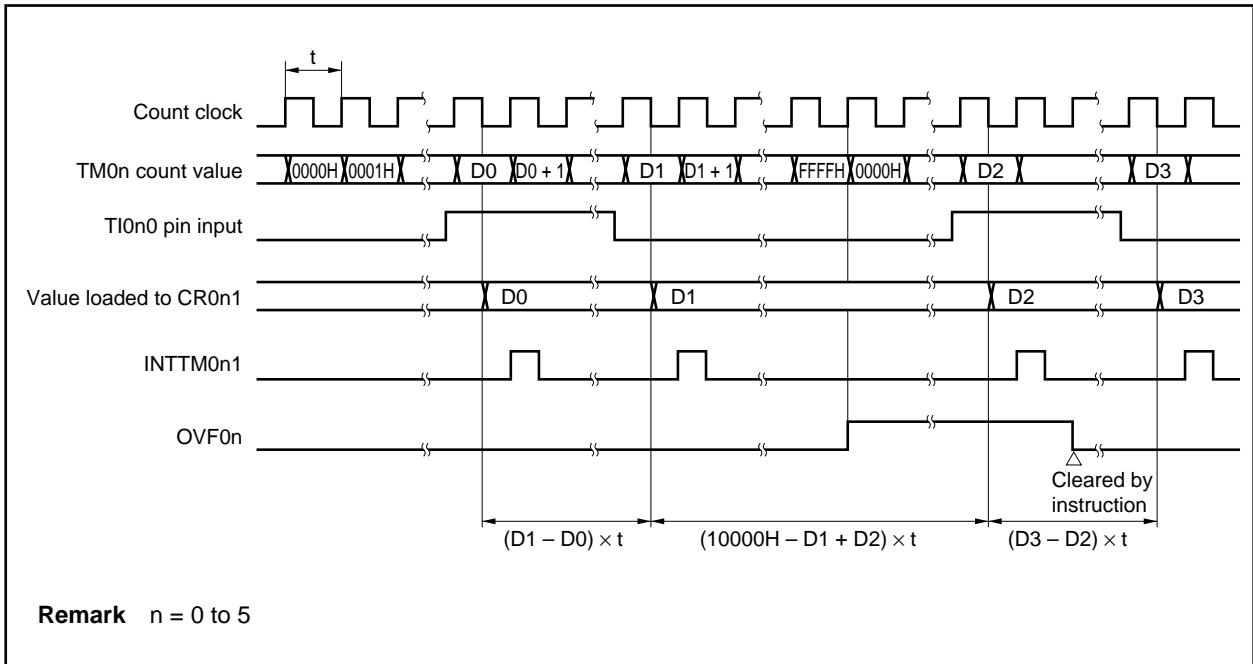 t
Count clock
TM0n count value 0000H 0001H D0 D0 + 1 D1 D1 + 1 FFFFH 0000H D2 D3
TI0n0 pin input
Value loaded to CR0n1 D0 D1 D2 D3
INTTM0n1
OVF0n
Cleared by
instruction
(D1 – D0) × t (10000H – D1 + D2) × t (D3 – D2) × t
Remark n = 0 to 5